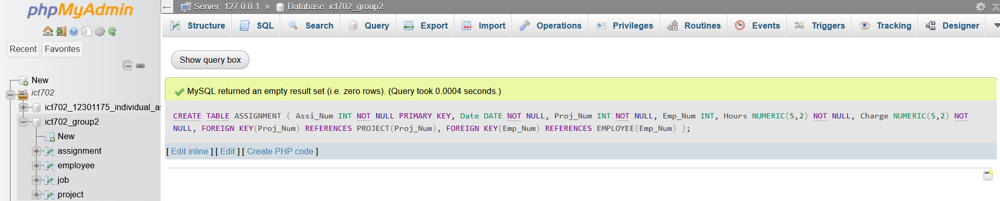 phpMyAdmin
Recent Favorites
New
ict702
ict702_12301175_individual_a
ict702_group2
New
assignment
employee
job
project
← Server: 127.0.0.1 » Database: ict702_group2
Structure SQL Search Query Export Import Operations Privileges Routines Events Triggers Tracking Designer
Show query box
MySQL returned an empty result set (i.e. zero rows). (Query took 0.0004 seconds.)
CREATE TABLE ASSIGNMENT ( Assi_Num INT NOT NULL PRIMARY KEY, Date DATE NOT NULL, Proj_Num INT NOT NULL, Emp_Num INT, Hours NUMERIC(5,2) NOT NULL, Charge NUMERIC(5,2) NOT
NULL, FOREIGN KEY(Proj_Num) REFERENCES PROJECT(Proj_Num), FOREIGN KEY(Emp_Num) REFERENCES EMPLOYEE(Emp_Num) );
[ Edit inline ] [ Edit ] [ Create PHP code ]